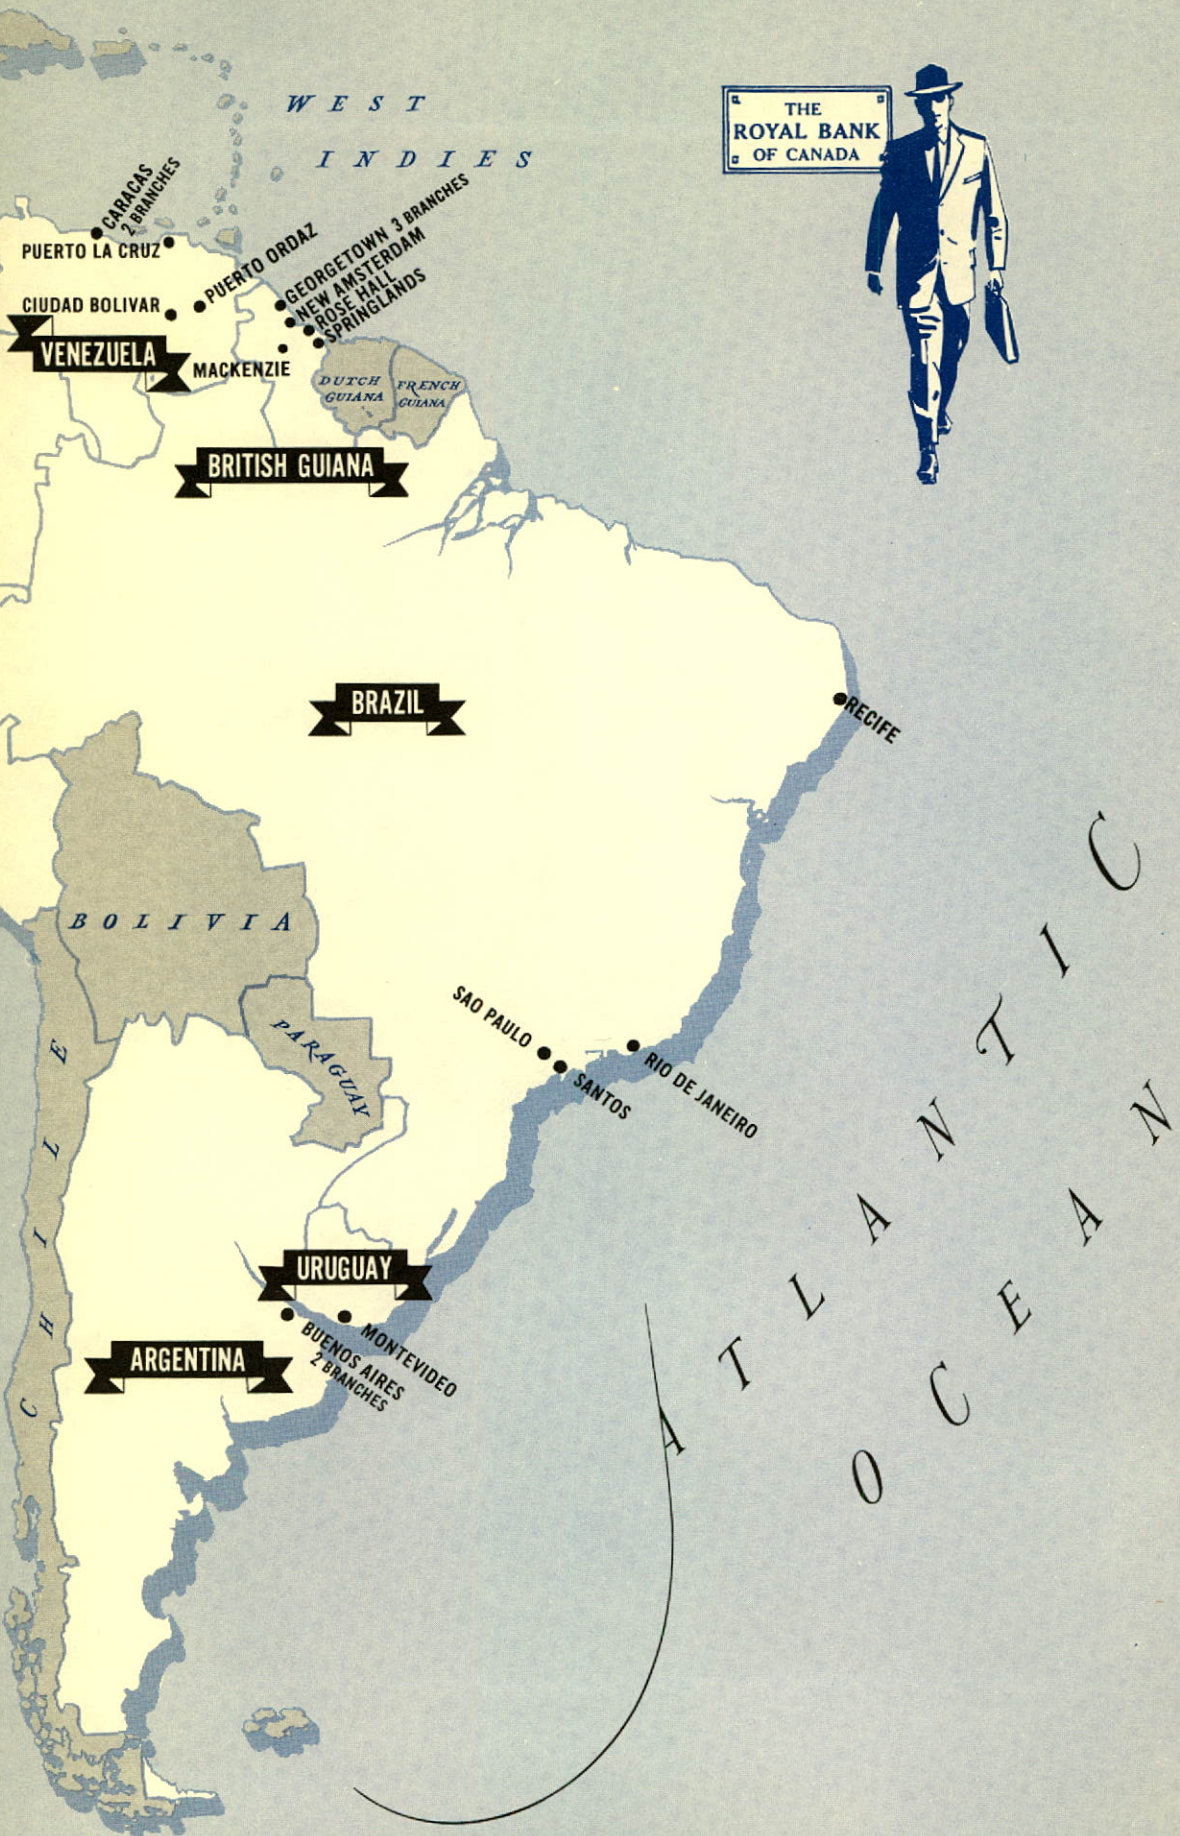 WEST
INDIES
THE
ROYAL BANK
OF CANADA
CARACAS
2 BRANCHES
PUERTO LA CRUZ
PUERTO ORDAZ
GEORGETOWN 3 BRANCHES
NEW AMSTERDAM
ROSE HALL
SPRINGLANDS
CIUDAD BOLIVAR
VENEZUELA
MACKENZIE
DUTCH
GUIANA
FRENCH
GUIANA
BRITISH GUIANA
BRAZIL
RECIFE
BOLIVIA
PARAGUAY
CHILE
SAO PAULO
SANTOS
RIO DE JANEIRO
URUGUAY
MONTEVIDEO
BUENOS AIRES
2 BRANCHES
ARGENTINA
ATLANTIC
OCEAN